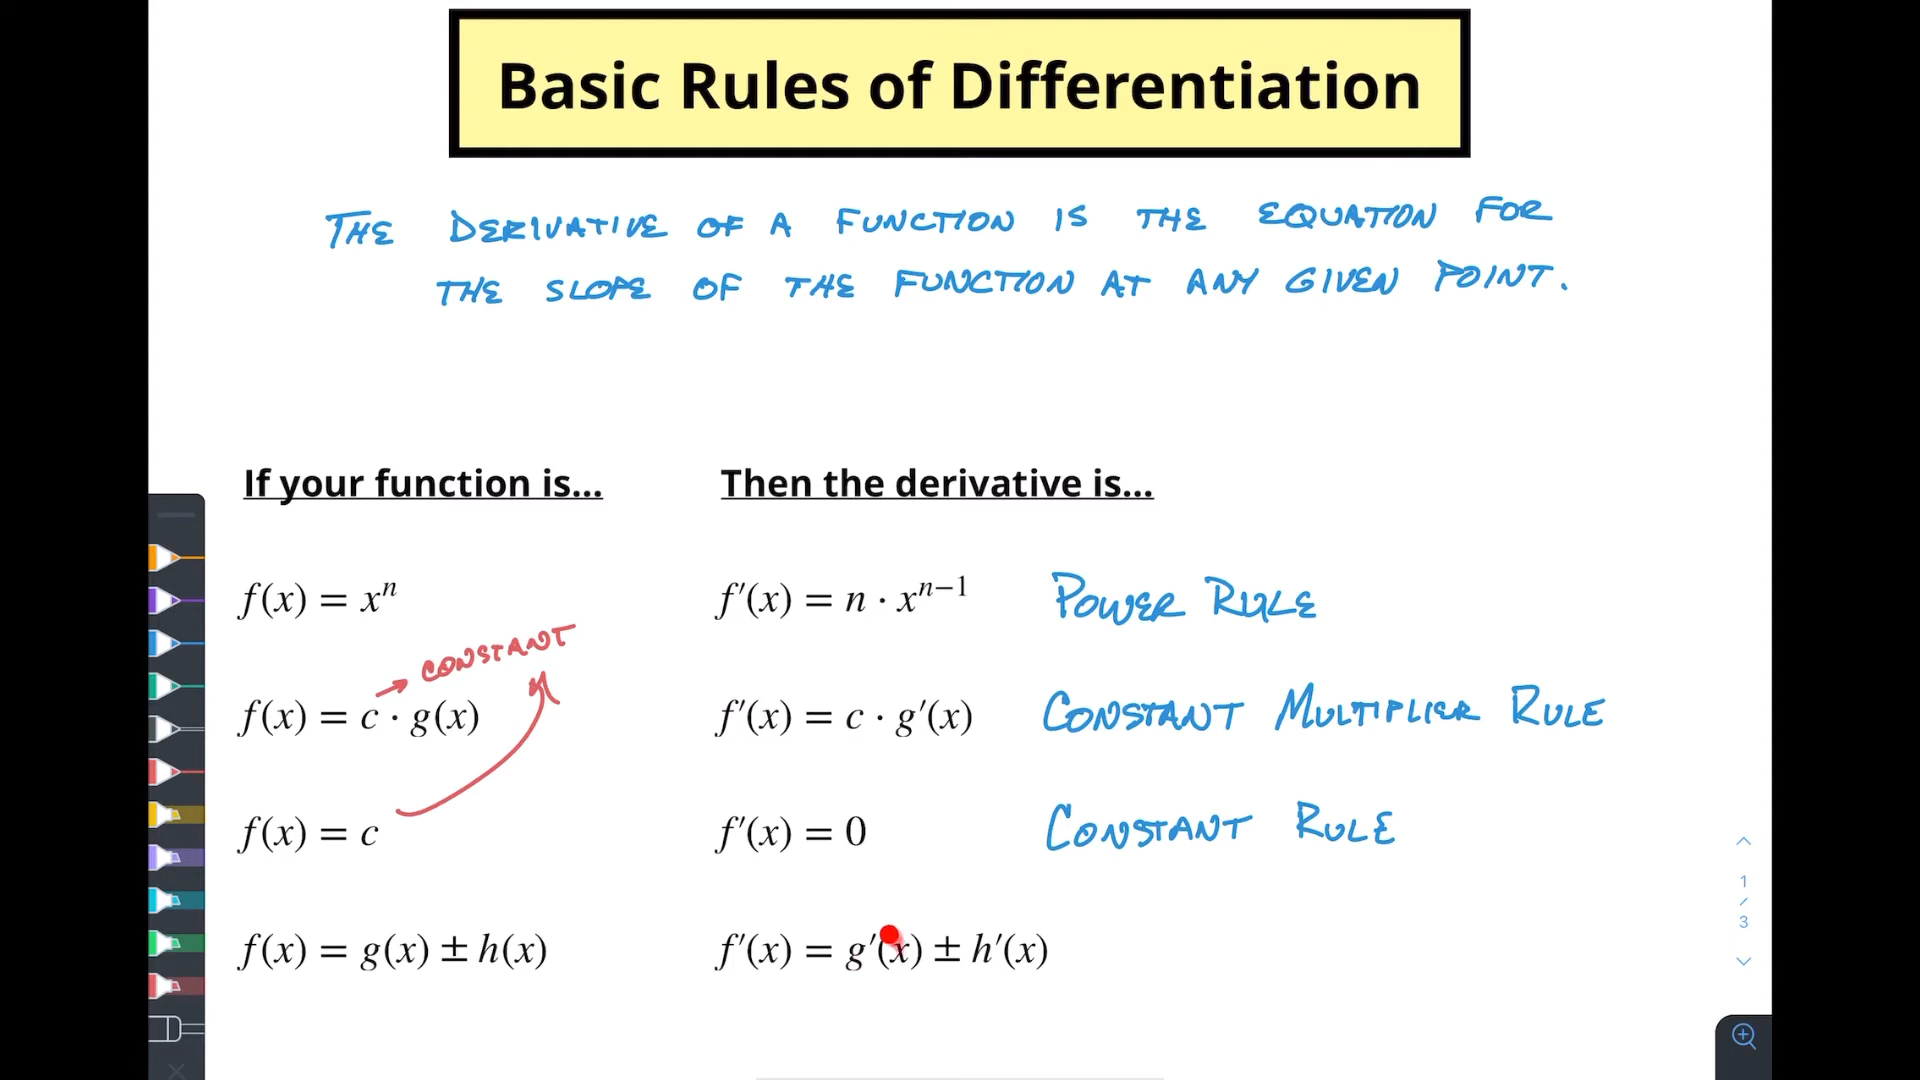 Basic Rules of Differentiation
THE DERIVATIVE OF A FUNCTION IS THE EQUATION FOR
THE SLOPE OF THE FUNCTION AT ANY GIVEN POINT.
If your function is... Then the derivative is...
f(x) = xⁿ f′(x) = n · xⁿ⁻¹ POWER RULE
→ CONSTANT
f(x) = c · g(x) f′(x) = c · g′(x) CONSTANT MULTIPLIER RULE
f(x) = c f′(x) = 0 CONSTANT RULE
1
/
3
f(x) = g(x) ± h(x) f′(x) = g′(x) ± h′(x)